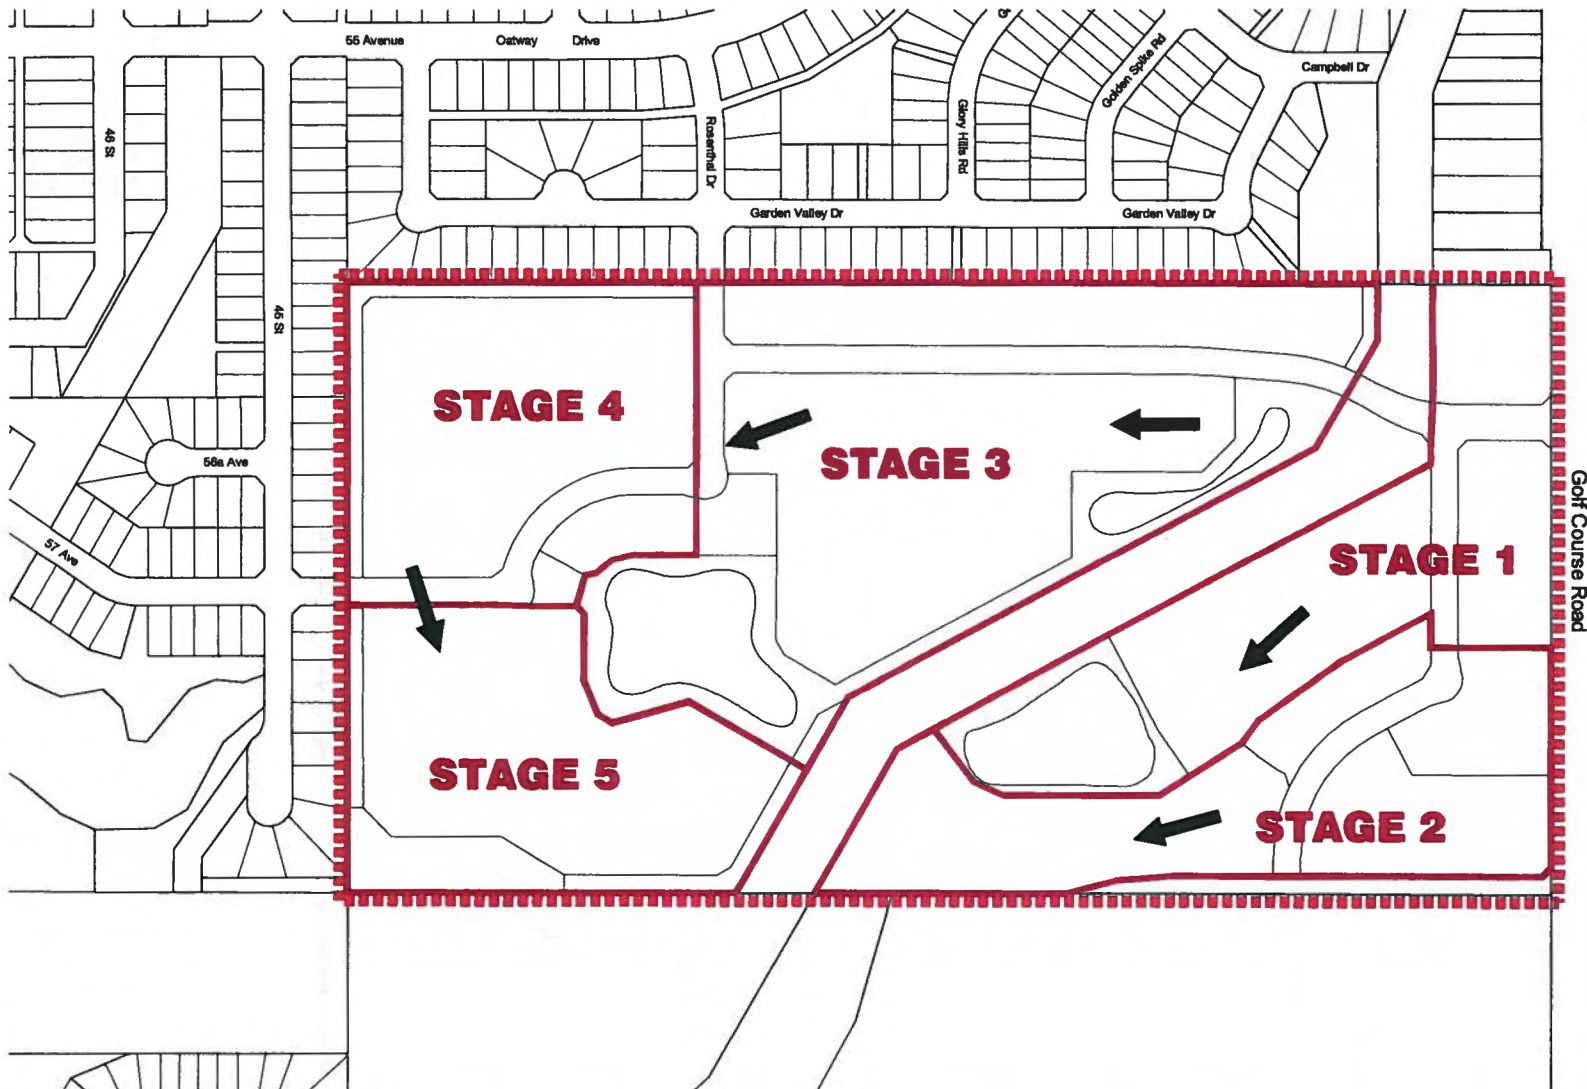 55 Avenue
Oatway
Drive
Campbell Dr
Golden Spike Rd
46 St
Rosenthal Dr
Glory Hills Rd
G
Garden Valley Dr
Garden Valley Dr
45 St
STAGE 4
STAGE 3
56a Ave
57 Ave
STAGE 1
Golf Course Road
STAGE 5
STAGE 2